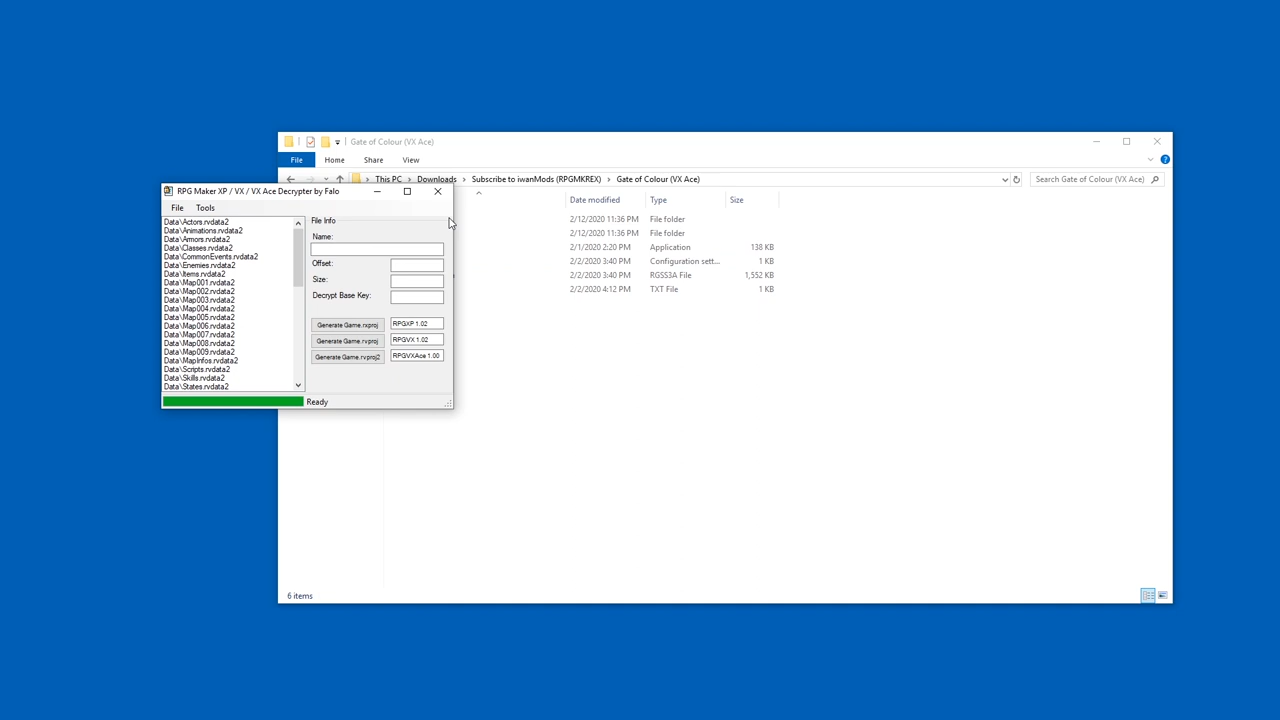 Gate of Colour (VX Ace)
File Home Share View
This PC Downloads Subscribe to iwanMods (RPGMKREX) Gate of Colour (VX Ace) Search Gate of Colour (VX Ace)
Date modified Type Size
2/12/2020 11:36 PM File folder
2/12/2020 11:36 PM File folder
2/1/2020 2:20 PM Application 138 KB
2/2/2020 3:40 PM Configuration sett... 1 KB
2/2/2020 3:40 PM RGSS3A File 1,552 KB
2/2/2020 4:12 PM TXT File 1 KB
6 items
RPG Maker XP / VX / VX Ace Decrypter by Falo
File Tools
Data\Actors.rvdata2
Data\Animations.rvdata2
Data\Armors.rvdata2
Data\Classes.rvdata2
Data\CommonEvents.rvdata2
Data\Enemies.rvdata2
Data\Items.rvdata2
Data\Map001.rvdata2
Data\Map002.rvdata2
Data\Map003.rvdata2
Data\Map004.rvdata2
Data\Map005.rvdata2
Data\Map006.rvdata2
Data\Map007.rvdata2
Data\Map008.rvdata2
Data\Map009.rvdata2
Data\MapInfos.rvdata2
Data\Scripts.rvdata2
Data\Skills.rvdata2
Data\States.rvdata2
File Info
Name:
Offset:
Size:
Decrypt Base Key:
Generate Game.rxproj RPGXP 1.02
Generate Game.rvproj RPGVX 1.02
Generate Game.rvproj2 RPGVXAce 1.00
Ready